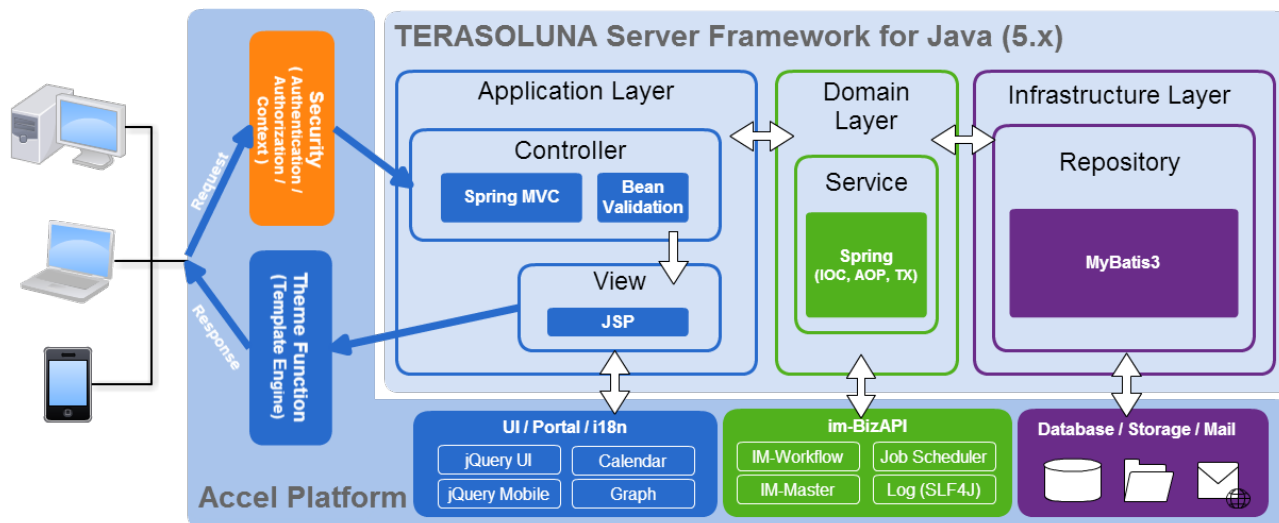 TERASOLUNA Server Framework for Java (5.x)
Security
( Authentication /
Authorization /
Context )
Request
Response
Theme Function
(Template Engine)
Application Layer
Controller
Spring MVC
Bean
Validation
View
JSP
Domain
Layer
Service
Spring
(IOC, AOP, TX)
Infrastructure Layer
Repository
MyBatis3
UI / Portal / i18n
jQuery UI
Calendar
jQuery Mobile
Graph
im-BizAPI
IM-Workflow
Job Scheduler
IM-Master
Log (SLF4J)
Database / Storage / Mail
Accel Platform